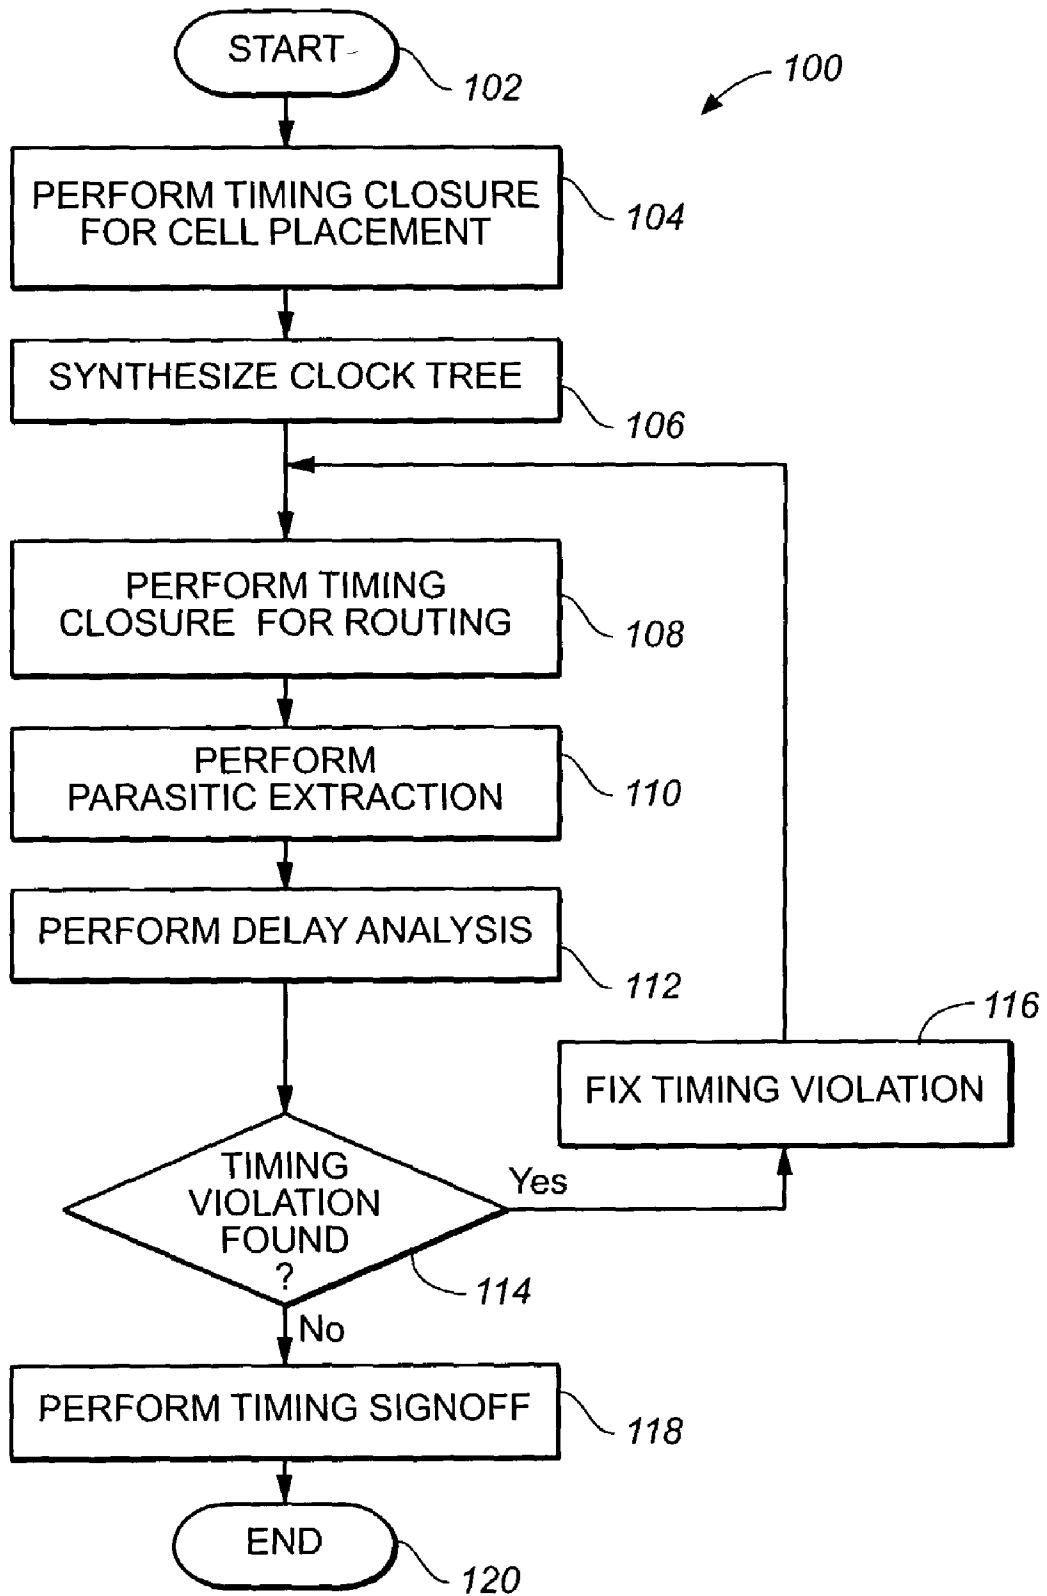 START
102
100
PERFORM TIMING CLOSURE
FOR CELL PLACEMENT
104
SYNTHESIZE CLOCK TREE
106
PERFORM TIMING
CLOSURE FOR ROUTING
108
PERFORM
PARASITIC EXTRACTION
110
PERFORM DELAY ANALYSIS
112
116
FIX TIMING VIOLATION
TIMING
VIOLATION
FOUND
?
Yes
114
No
PERFORM TIMING SIGNOFF
118
END
120